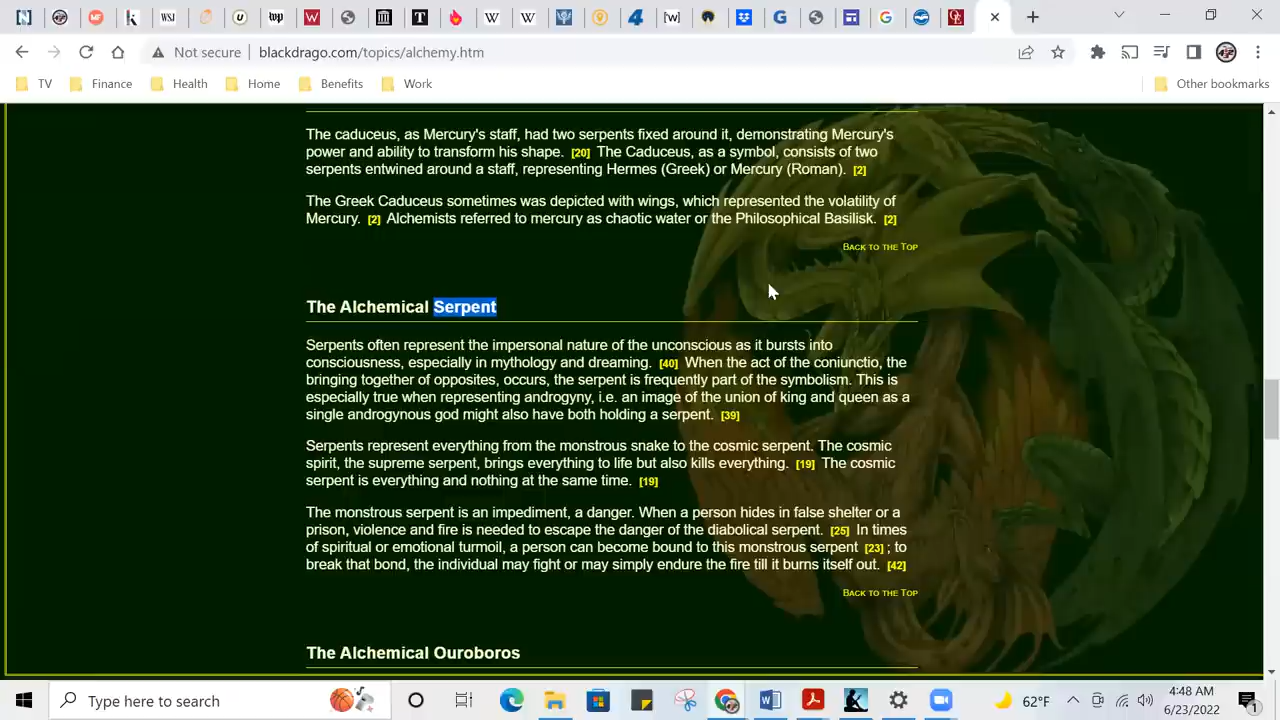 Not secure | blackdrago.com/topics/alchemy.htm
TV Finance Health Home Benefits Work Other bookmarks
The caduceus, as Mercury's staff, had two serpents fixed around it, demonstrating Mercury's
power and ability to transform his shape. [20] The Caduceus, as a symbol, consists of two
serpents entwined around a staff, representing Hermes (Greek) or Mercury (Roman). [2]
The Greek Caduceus sometimes was depicted with wings, which represented the volatility of
Mercury. [2] Alchemists referred to mercury as chaotic water or the Philosophical Basilisk. [2]
BACK TO THE TOP
The Alchemical Serpent
Serpents often represent the impersonal nature of the unconscious as it bursts into
consciousness, especially in mythology and dreaming. [40] When the act of the coniunctio, the
bringing together of opposites, occurs, the serpent is frequently part of the symbolism. This is
especially true when representing androgyny, i.e. an image of the union of king and queen as a
single androgynous god might also have both holding a serpent. [39]
Serpents represent everything from the monstrous snake to the cosmic serpent. The cosmic
spirit, the supreme serpent, brings everything to life but also kills everything. [19] The cosmic
serpent is everything and nothing at the same time. [19]
The monstrous serpent is an impediment, a danger. When a person hides in false shelter or a
prison, violence and fire is needed to escape the danger of the diabolical serpent. [25] In times
of spiritual or emotional turmoil, a person can become bound to this monstrous serpent [23] ; to
break that bond, the individual may fight or may simply endure the fire till it burns itself out. [42]
BACK TO THE TOP
The Alchemical Ouroboros
Type here to search
62°F
4:48 AM
6/23/2022